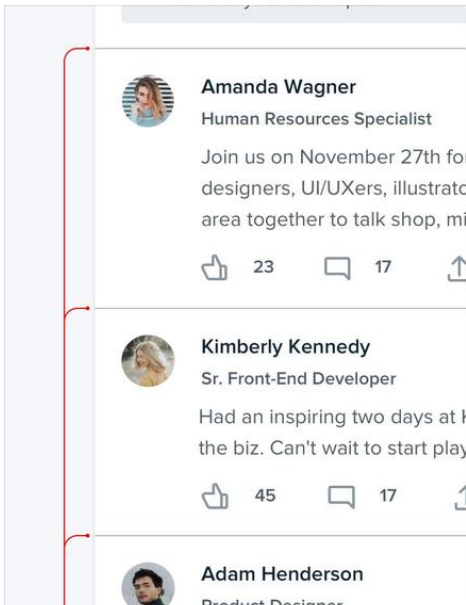 Amanda Wagner
Human Resources Specialist
Join us on November 27th for
designers, UI/UXers,
area together to talk shop,
23 17
Kimberly Kennedy
Sr. Front-End Developer
Had an inspiring two days at
the biz. Can't wait to start play
45 17
Adam Henderson
Product Designer